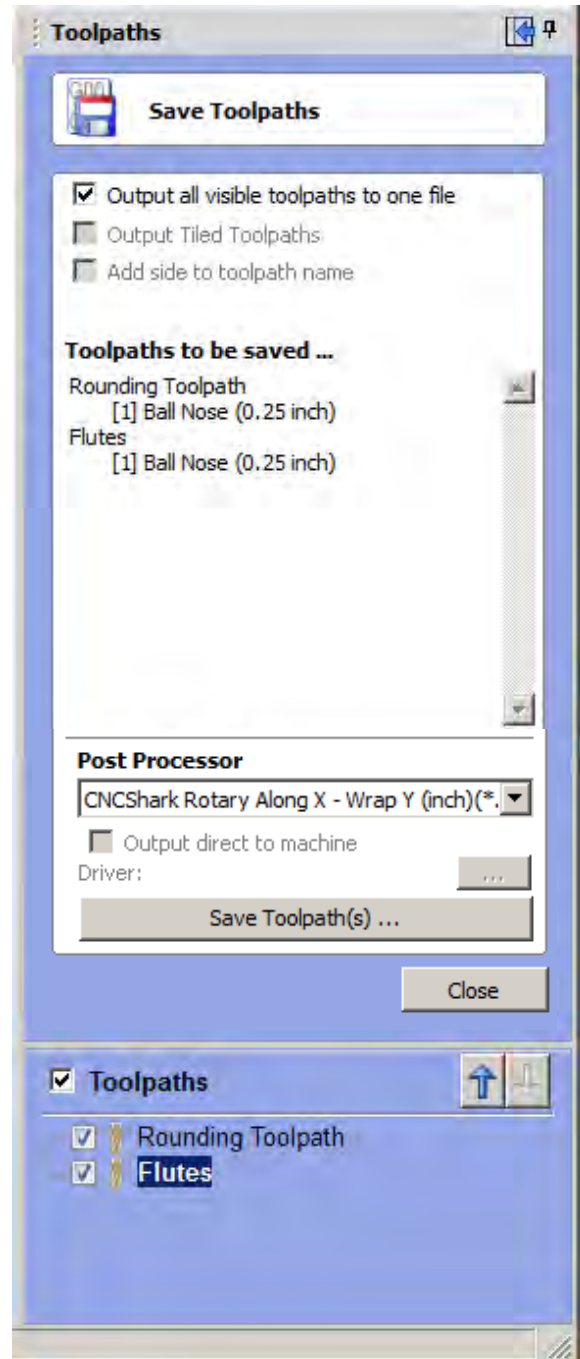 Toolpaths
Save Toolpaths
Output all visible toolpaths to one file
Output Tiled Toolpaths
Add side to toolpath name
Toolpaths to be saved ...
Rounding Toolpath
[1] Ball Nose (0.25 inch)
Flutes
[1] Ball Nose (0.25 inch)
Post Processor
CNCShark Rotary Along X - Wrap Y (inch)(*.
Output direct to machine
Driver:
...
Save Toolpath(s) ...
Close
Toolpaths
Rounding Toolpath
Flutes